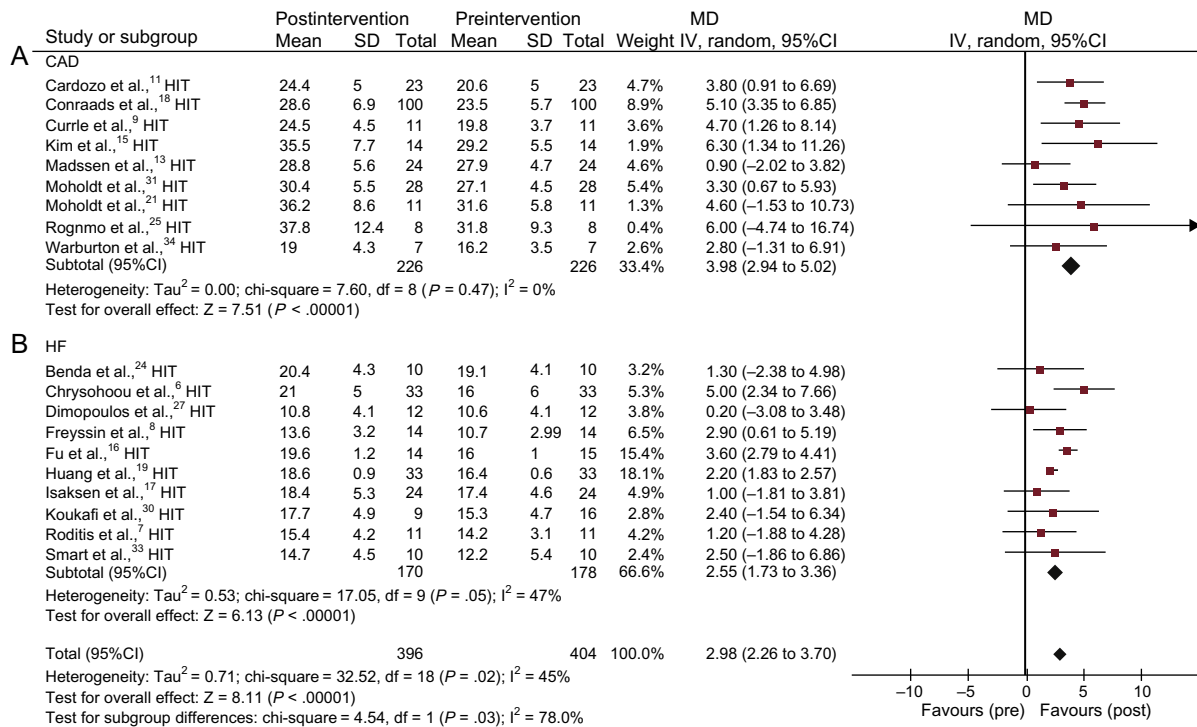 Postintervention Preintervention MD MD
Study or subgroup Mean SD Total Mean SD Total Weight IV, random, 95%CI IV, random, 95%CI
A CAD
Cardozo et al.,11 HIT 24.4 5 23 20.6 5 23 4.7% 3.80 (0.91 to 6.69)
Conraads et al.,18 HIT 28.6 6.9 100 23.5 5.7 100 8.9% 5.10 (3.35 to 6.85)
Currle et al.,9 HIT 24.5 4.5 11 19.8 3.7 11 3.6% 4.70 (1.26 to 8.14)
Kim et al.,15 HIT 35.5 7.7 14 29.2 5.5 14 1.9% 6.30 (1.34 to 11.26)
Madssen et al.,13 HIT 28.8 5.6 24 27.9 4.7 24 4.6% 0.90 (–2.02 to 3.82)
Moholdt et al.,31 HIT 30.4 5.5 28 27.1 4.5 28 5.4% 3.30 (0.67 to 5.93)
Moholdt et al.,21 HIT 36.2 8.6 11 31.6 5.8 11 1.3% 4.60 (–1.53 to 10.73)
Rognmo et al.,25 HIT 37.8 12.4 8 31.8 9.3 8 0.4% 6.00 (–4.74 to 16.74)
Warburton et al.,34 HIT 19 4.3 7 16.2 3.5 7 2.6% 2.80 (–1.31 to 6.91)
Subtotal (95%CI) 226 226 33.4% 3.98 (2.94 to 5.02)
Heterogeneity: Tau2 = 0.00; chi-square = 7.60, df = 8 (P = 0.47); I2 = 0%
Test for overall effect: Z = 7.51 (P < .00001)
B HF
Benda et al.,24 HIT 20.4 4.3 10 19.1 4.1 10 3.2% 1.30 (–2.38 to 4.98)
Chrysohoou et al.,6 HIT 21 5 33 16 6 33 5.3% 5.00 (2.34 to 7.66)
Dimopoulos et al.,27 HIT 10.8 4.1 12 10.6 4.1 12 3.8% 0.20 (–3.08 to 3.48)
Freyssin et al.,8 HIT 13.6 3.2 14 10.7 2.99 14 6.5% 2.90 (0.61 to 5.19)
Fu et al.,16 HIT 19.6 1.2 14 16 1 15 15.4% 3.60 (2.79 to 4.41)
Huang et al.,19 HIT 18.6 0.9 33 16.4 0.6 33 18.1% 2.20 (1.83 to 2.57)
Isaksen et al.,17 HIT 18.4 5.3 24 17.4 4.6 24 4.9% 1.00 (–1.81 to 3.81)
Koukafi et al.,30 HIT 17.7 4.9 9 15.3 4.7 16 2.8% 2.40 (–1.54 to 6.34)
Roditis et al.,7 HIT 15.4 4.2 11 14.2 3.1 11 4.2% 1.20 (–1.88 to 4.28)
Smart et al.,33 HIT 14.7 4.5 10 12.2 5.4 10 2.4% 2.50 (–1.86 to 6.86)
Subtotal (95%CI) 170 178 66.6% 2.55 (1.73 to 3.36)
Heterogeneity: Tau2 = 0.53; chi-square = 17.05, df = 9 (P = .05); I2 = 47%
Test for overall effect: Z = 6.13 (P < .00001)
Total (95%CI) 396 404 100.0% 2.98 (2.26 to 3.70)
Heterogeneity: Tau2 = 0.71; chi-square = 32.52, df = 18 (P = .02); I2 = 45%
Test for overall effect: Z = 8.11 (P < .00001)
Test for subgroup differences: chi-square = 4.54, df = 1 (P = .03); I2 = 78.0%
–10 –5 0 5 10
Favours (pre) Favours (post)